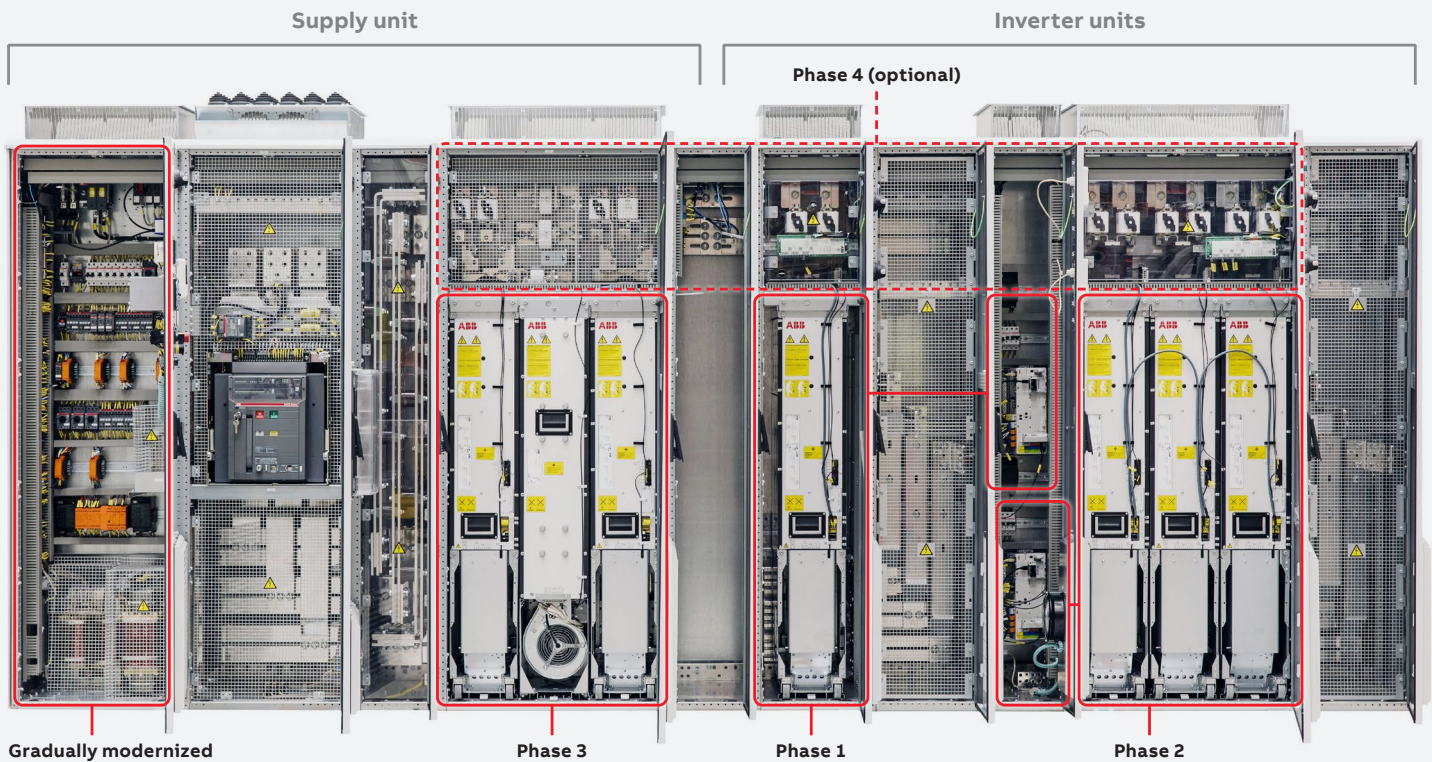 Supply unit
Inverter units
Phase 4 (optional)
ABB
ABB
ABB
ABB
ABB
ABB
ABB
Gradually modernized
Phase 3
Phase 1
Phase 2